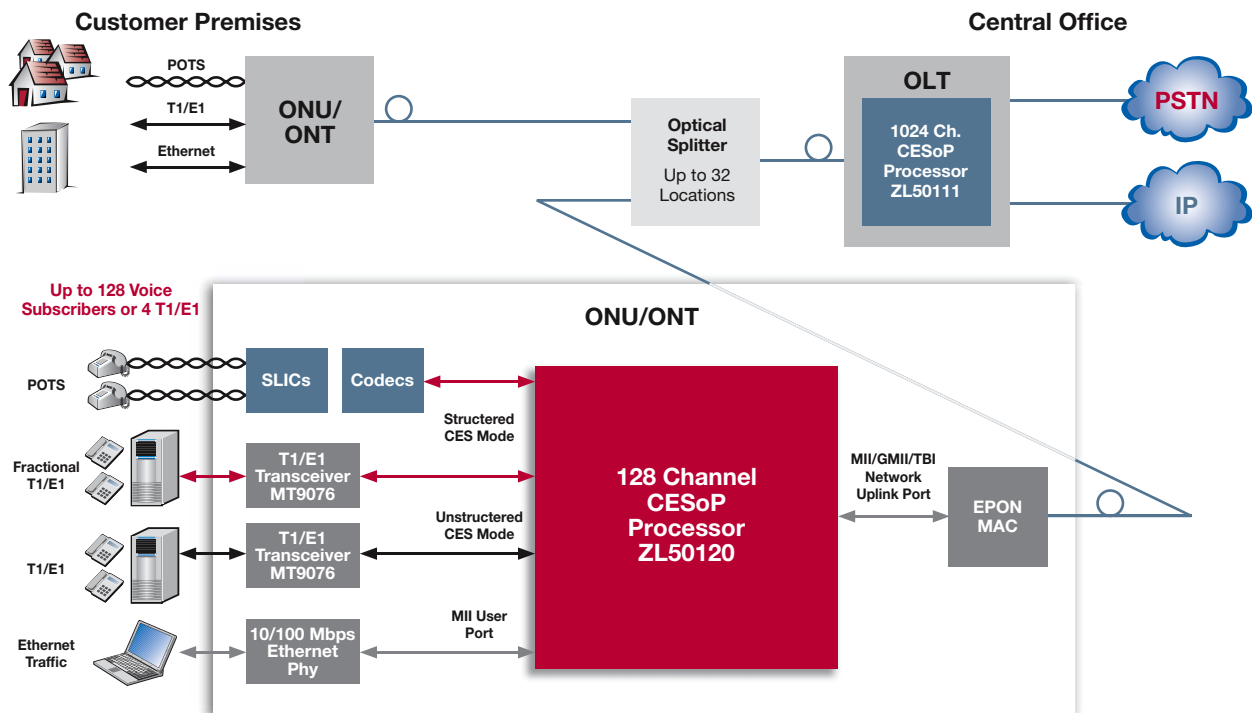 Customer Premises
Central Office
POTS
T1/E1
Ethernet
ONU/
ONT
Optical
Splitter
Up to 32
Locations
OLT
1024 Ch.
CESoP
Processor
ZL50111
PSTN
IP
Up to 128 Voice
Subscribers or 4 T1/E1
ONU/ONT
POTS
SLICs
Codecs
Structered
CES Mode
Fractional
T1/E1
T1/E1
Transceiver
MT9076
Unstructered
CES Mode
T1/E1
T1/E1
Transceiver
MT9076
Ethernet
Traffic
10/100 Mbps
Ethernet
Phy
MII User
Port
128 Channel
CESoP
Processor
ZL50120
MII/GMII/TBI
Network
Uplink Port
EPON
MAC